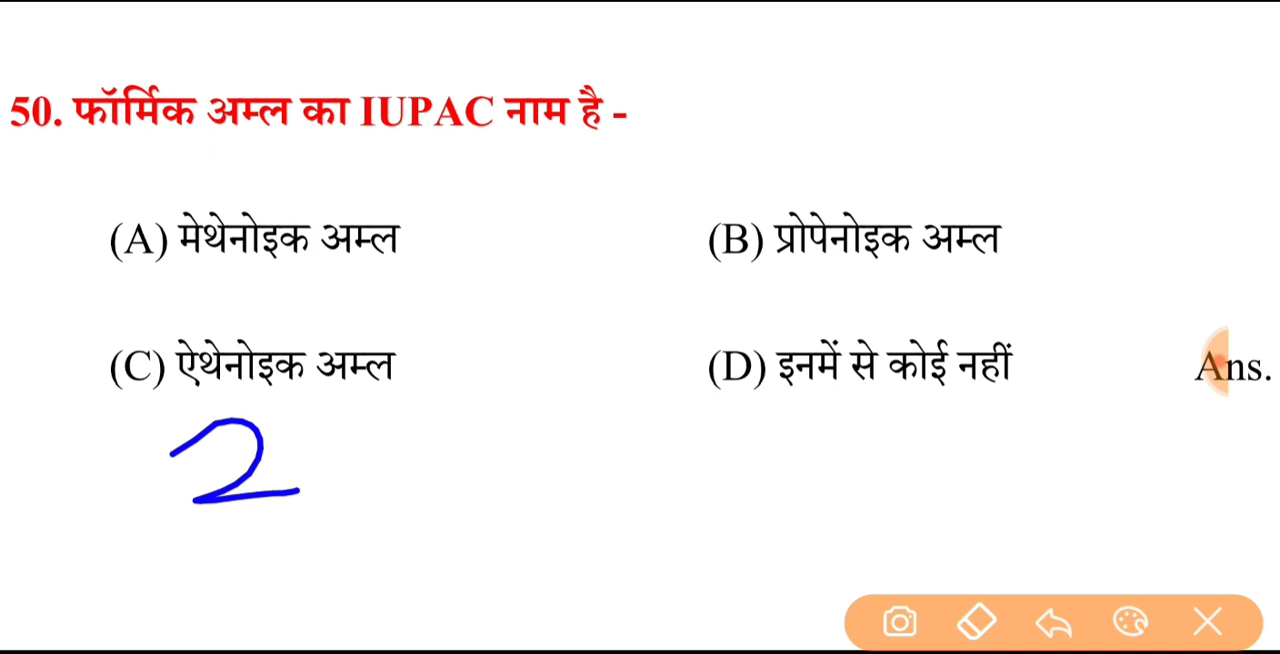 50. फॉर्मिक अम्ल का IUPAC नाम है -
(A) मेथेनोइक अम्ल (B) प्रोपेनोइक अम्ल
(C) ऐथेनोइक अम्ल (D) इनमें से कोई नहीं Ans.
2